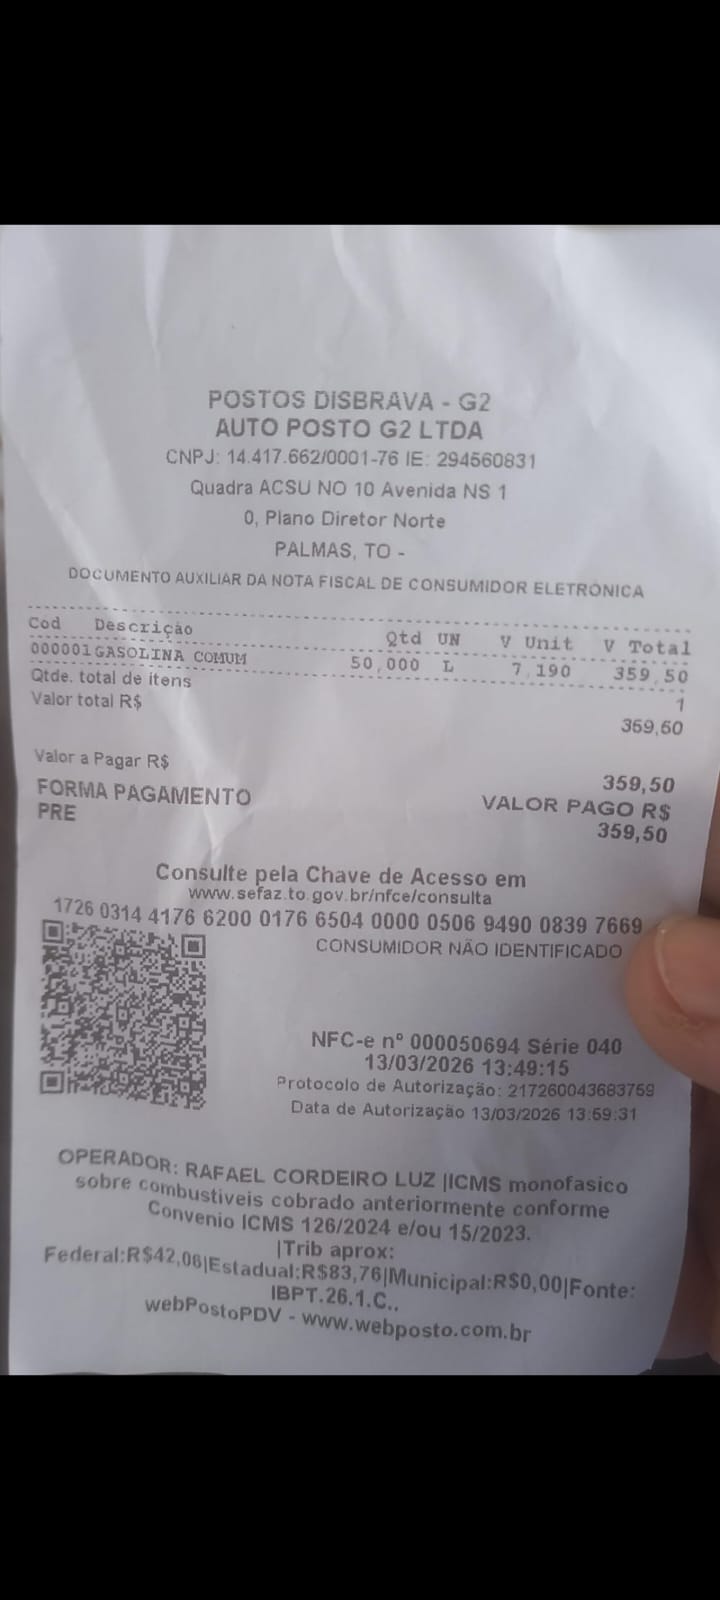 POSTOS DISBRAVA - G2
AUTO POSTO G2 LTDA
CNPJ: 14.417.662/0001-76 IE: 294560831
Quadra ACSU NO 10 Avenida NS 1
0, Plano Diretor Norte
PALMAS, TO -
DOCUMENTO AUXILIAR DA NOTA FISCAL DE CONSUMIDOR ELETRONICA
Cod Descrição Qtd UN V Unit V Total
000001 GASOLINA COMUM 50,000 L 7,190 359,50
Qtde. total de itens 1
Valor total R$ 359,50
Valor a Pagar R$ 359,50
FORMA PAGAMENTO VALOR PAGO R$
PRE 359,50
Consulte pela Chave de Acesso em
www.sefaz.to.gov.br/nfce/consulta
1726 0314 4176 6200 0176 6504 0000 0506 9490 0839 7669
CONSUMIDOR NÃO IDENTIFICADO
NFC-e nº 000050694 Série 040
13/03/2026 13:49:15
Protocolo de Autorização: 217260043683759
Data de Autorização 13/03/2026 13:59:31
OPERADOR: RAFAEL CORDEIRO LUZ |ICMS monofasico
sobre combustiveis cobrado anteriormente conforme
Convenio ICMS 126/2024 e/ou 15/2023.
|Trib aprox:
Federal:R$42,06|Estadual:R$83,76|Municipal:R$0,00|Fonte:
IBPT.26.1.C..
webPostoPDV - www.webposto.com.br